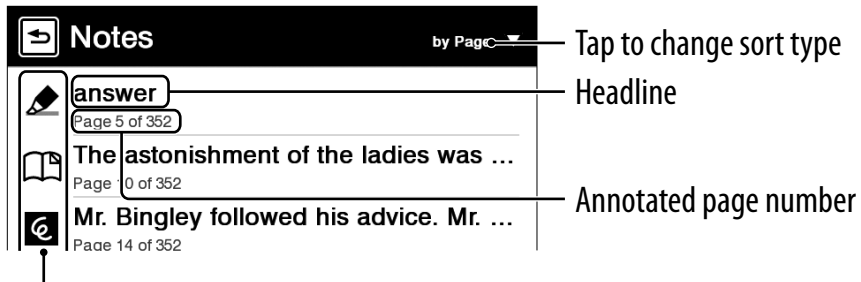 Notes
by Page
Tap to change sort type
answer
Headline
Page 5 of 352
The astonishment of the ladies was ...
Page 10 of 352
Annotated page number
Mr. Bingley followed his advice. Mr. ...
Page 14 of 352